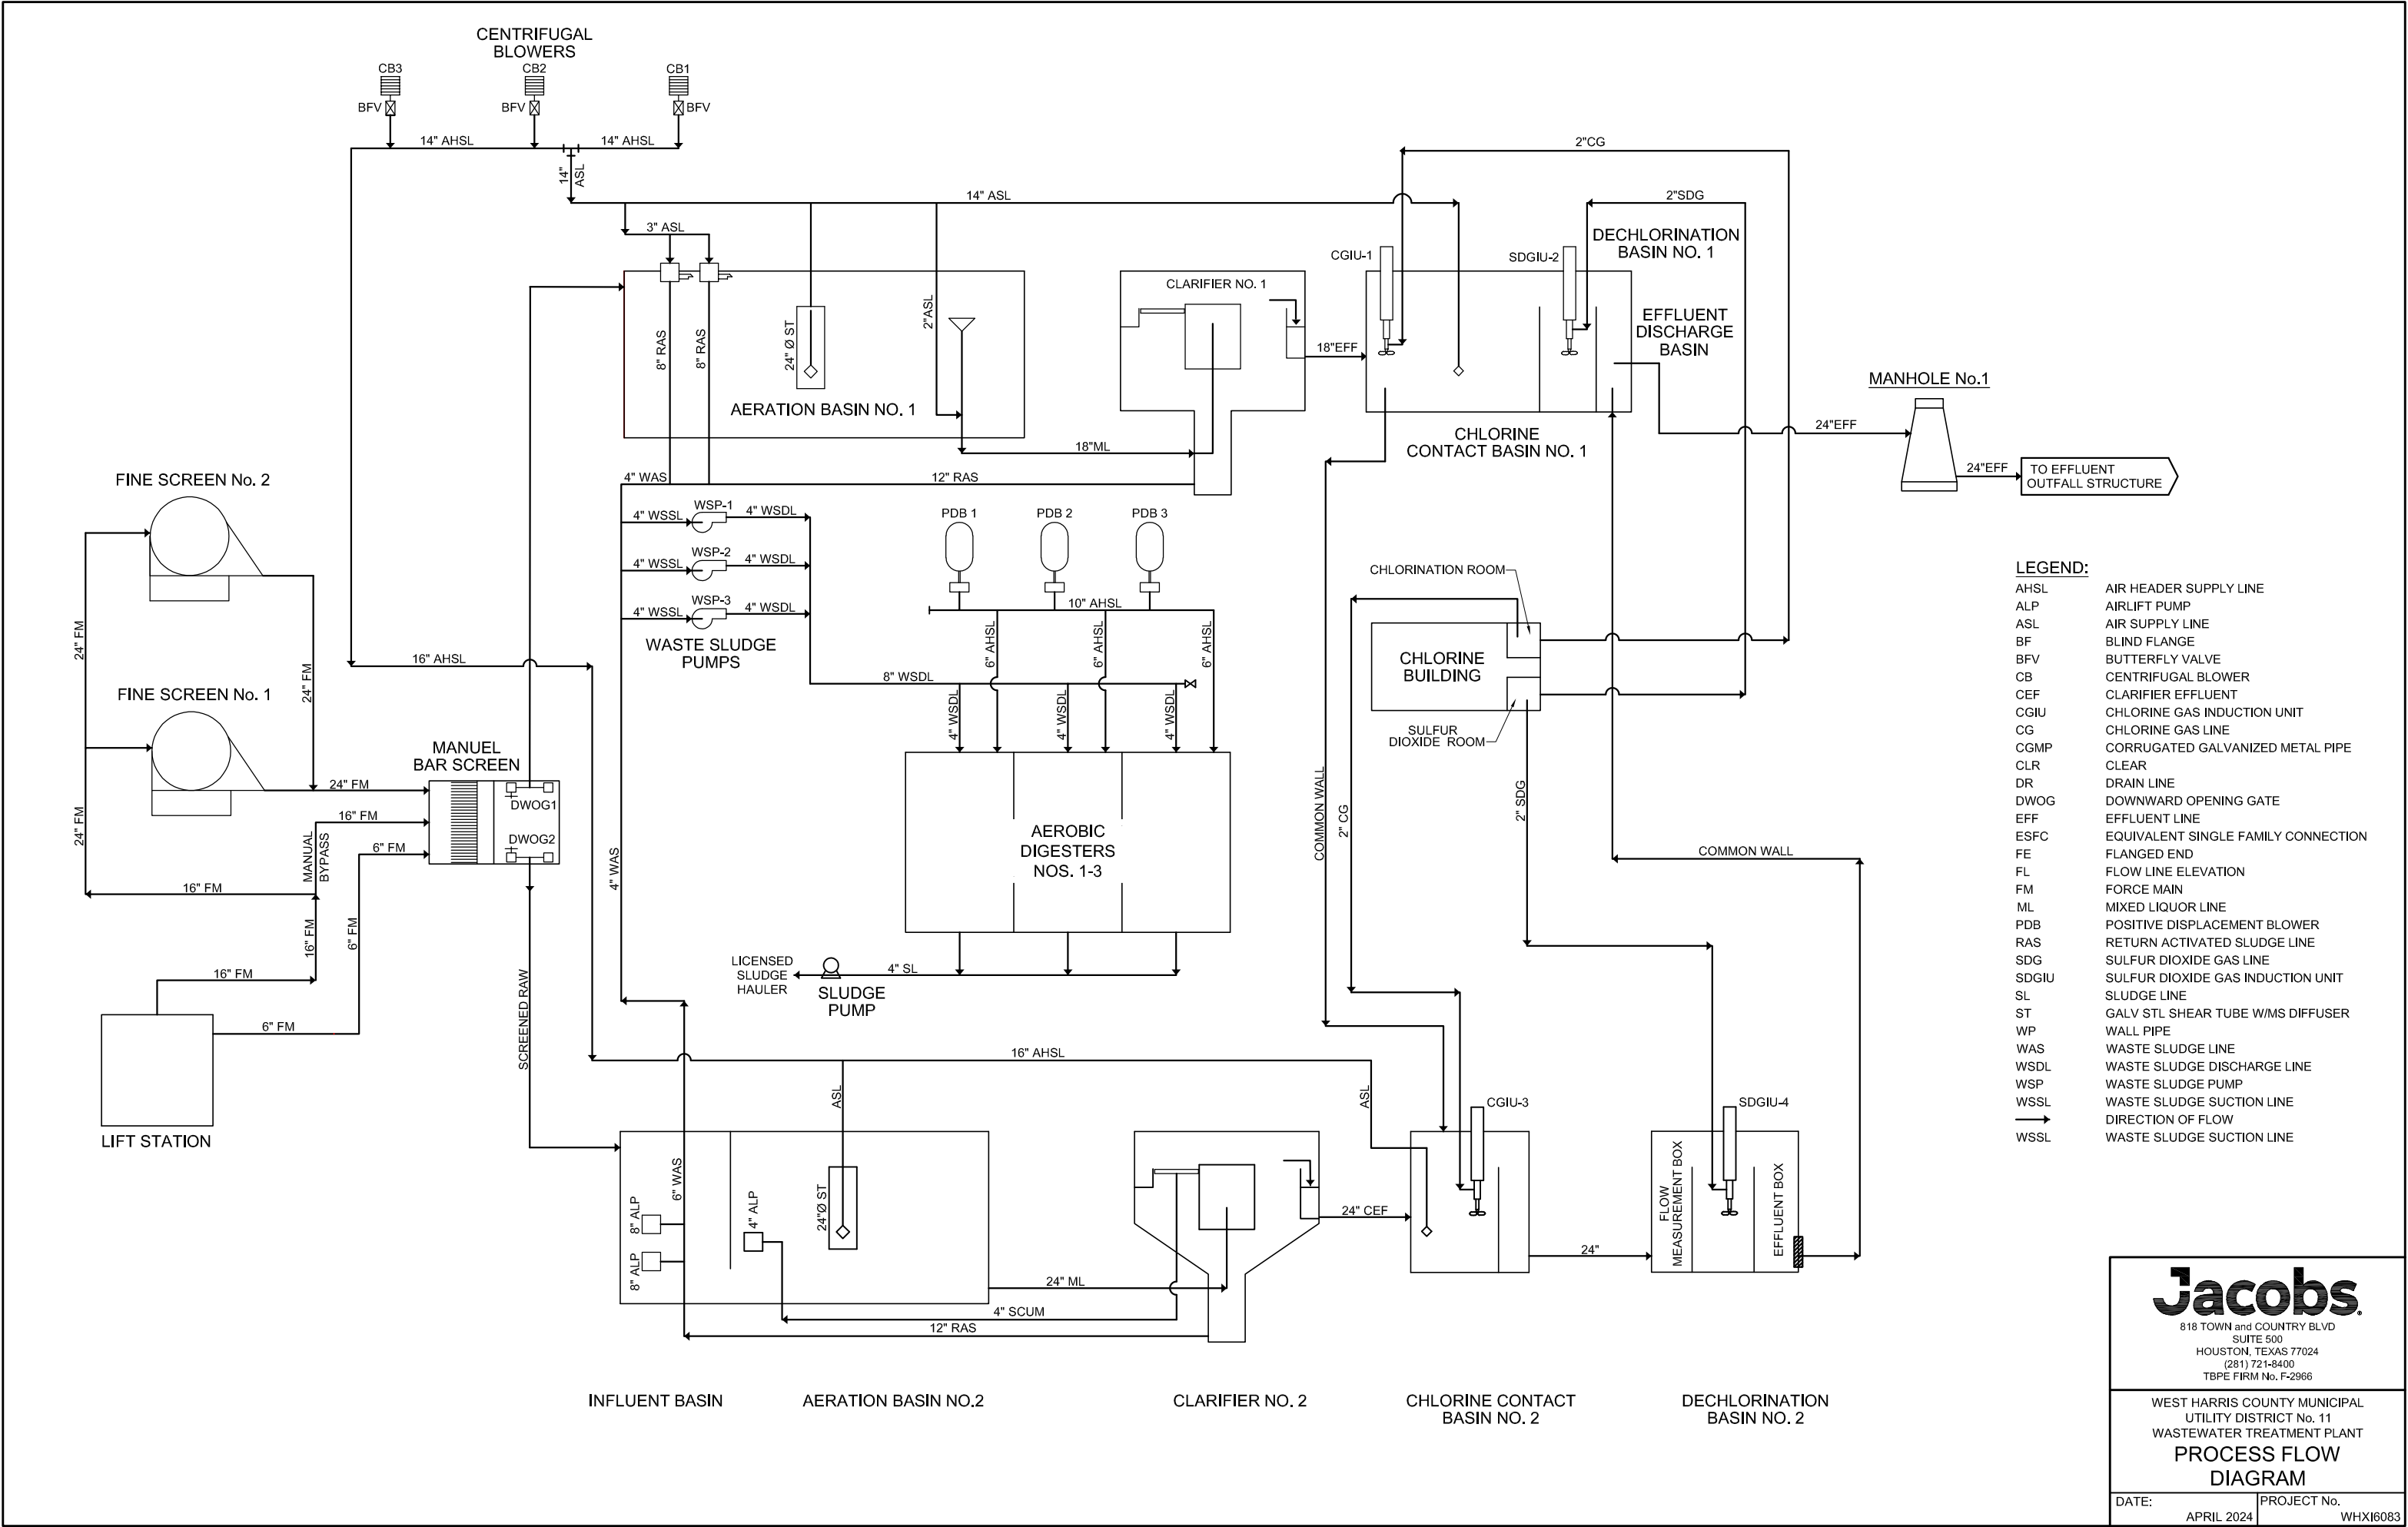 CENTRIFUGAL
BLOWERS
CB3
CB2
CB1
BFV
BFV
BFV
14" AHSL
14" AHSL
14"
ASL
14" ASL
3" ASL
2"CG
2"SDG
DECHLORINATION
BASIN NO. 1
CGIU-1
SDGIU-2
EFFLUENT
DISCHARGE
BASIN
CLARIFIER NO. 1
8" RAS
8" RAS
24" Ø ST
2"ASL
AERATION BASIN NO. 1
18"EFF
18"ML
CHLORINE
CONTACT BASIN NO. 1
MANHOLE No.1
24"EFF
24"EFF
TO EFFLUENT
OUTFALL STRUCTURE
FINE SCREEN No. 2
4" WAS
12" RAS
4" WSSL
WSP-1
4" WSDL
4" WSSL
WSP-2
4" WSDL
4" WSSL
WSP-3
4" WSDL
WASTE SLUDGE
PUMPS
PDB 1
PDB 2
PDB 3
10" AHSL
6" AHSL
6" AHSL
6" AHSL
8" WSDL
4" WSDL
4" WSDL
4" WSDL
CHLORINATION ROOM
CHLORINE
BUILDING
SULFUR
DIOXIDE ROOM
24" FM
24" FM
16" AHSL
FINE SCREEN No. 1
MANUEL
BAR SCREEN
24" FM
DWOG1
16" FM
DWOG2
24" FM
MANUAL
BYPASS
6" FM
16" FM
16" FM
6" FM
16" FM
6" FM
LIFT STATION
SCREENED RAW
4" WAS
AEROBIC
DIGESTERS
NOS. 1-3
LICENSED
SLUDGE
HAULER
4" SL
SLUDGE
PUMP
COMMON WALL
2" CG
2" SDG
COMMON WALL
16" AHSL
ASL
ASL
CGIU-3
SDGIU-4
8" ALP
8" ALP
6" WAS
4" ALP
24"Ø ST
24" CEF
24"
FLOW
MEASUREMENT BOX
EFFLUENT BOX
24" ML
4" SCUM
12" RAS
INFLUENT BASIN
AERATION BASIN NO.2
CLARIFIER NO. 2
CHLORINE CONTACT
BASIN NO. 2
DECHLORINATION
BASIN NO. 2
LEGEND:
AHSL AIR HEADER SUPPLY LINE
ALP AIRLIFT PUMP
ASL AIR SUPPLY LINE
BF BLIND FLANGE
BFV BUTTERFLY VALVE
CB CENTRIFUGAL BLOWER
CEF CLARIFIER EFFLUENT
CGIU CHLORINE GAS INDUCTION UNIT
CG CHLORINE GAS LINE
CGMP CORRUGATED GALVANIZED METAL PIPE
CLR CLEAR
DR DRAIN LINE
DWOG DOWNWARD OPENING GATE
EFF EFFLUENT LINE
ESFC EQUIVALENT SINGLE FAMILY CONNECTION
FE FLANGED END
FL FLOW LINE ELEVATION
FM FORCE MAIN
ML MIXED LIQUOR LINE
PDB POSITIVE DISPLACEMENT BLOWER
RAS RETURN ACTIVATED SLUDGE LINE
SDG SULFUR DIOXIDE GAS LINE
SDGIU SULFUR DIOXIDE GAS INDUCTION UNIT
SL SLUDGE LINE
ST GALV STL SHEAR TUBE W/MS DIFFUSER
WP WALL PIPE
WAS WASTE SLUDGE LINE
WSDL WASTE SLUDGE DISCHARGE LINE
WSP WASTE SLUDGE PUMP
WSSL WASTE SLUDGE SUCTION LINE
DIRECTION OF FLOW
WSSL WASTE SLUDGE SUCTION LINE
Jacobs.
818 TOWN and COUNTRY BLVD
SUITE 500
HOUSTON, TEXAS 77024
(281) 721-8400
TBPE FIRM No. F-2966
WEST HARRIS COUNTY MUNICIPAL
UTILITY DISTRICT No. 11
WASTEWATER TREATMENT PLANT
PROCESS FLOW
DIAGRAM
DATE:
APRIL 2024
PROJECT No.
WHXI6083